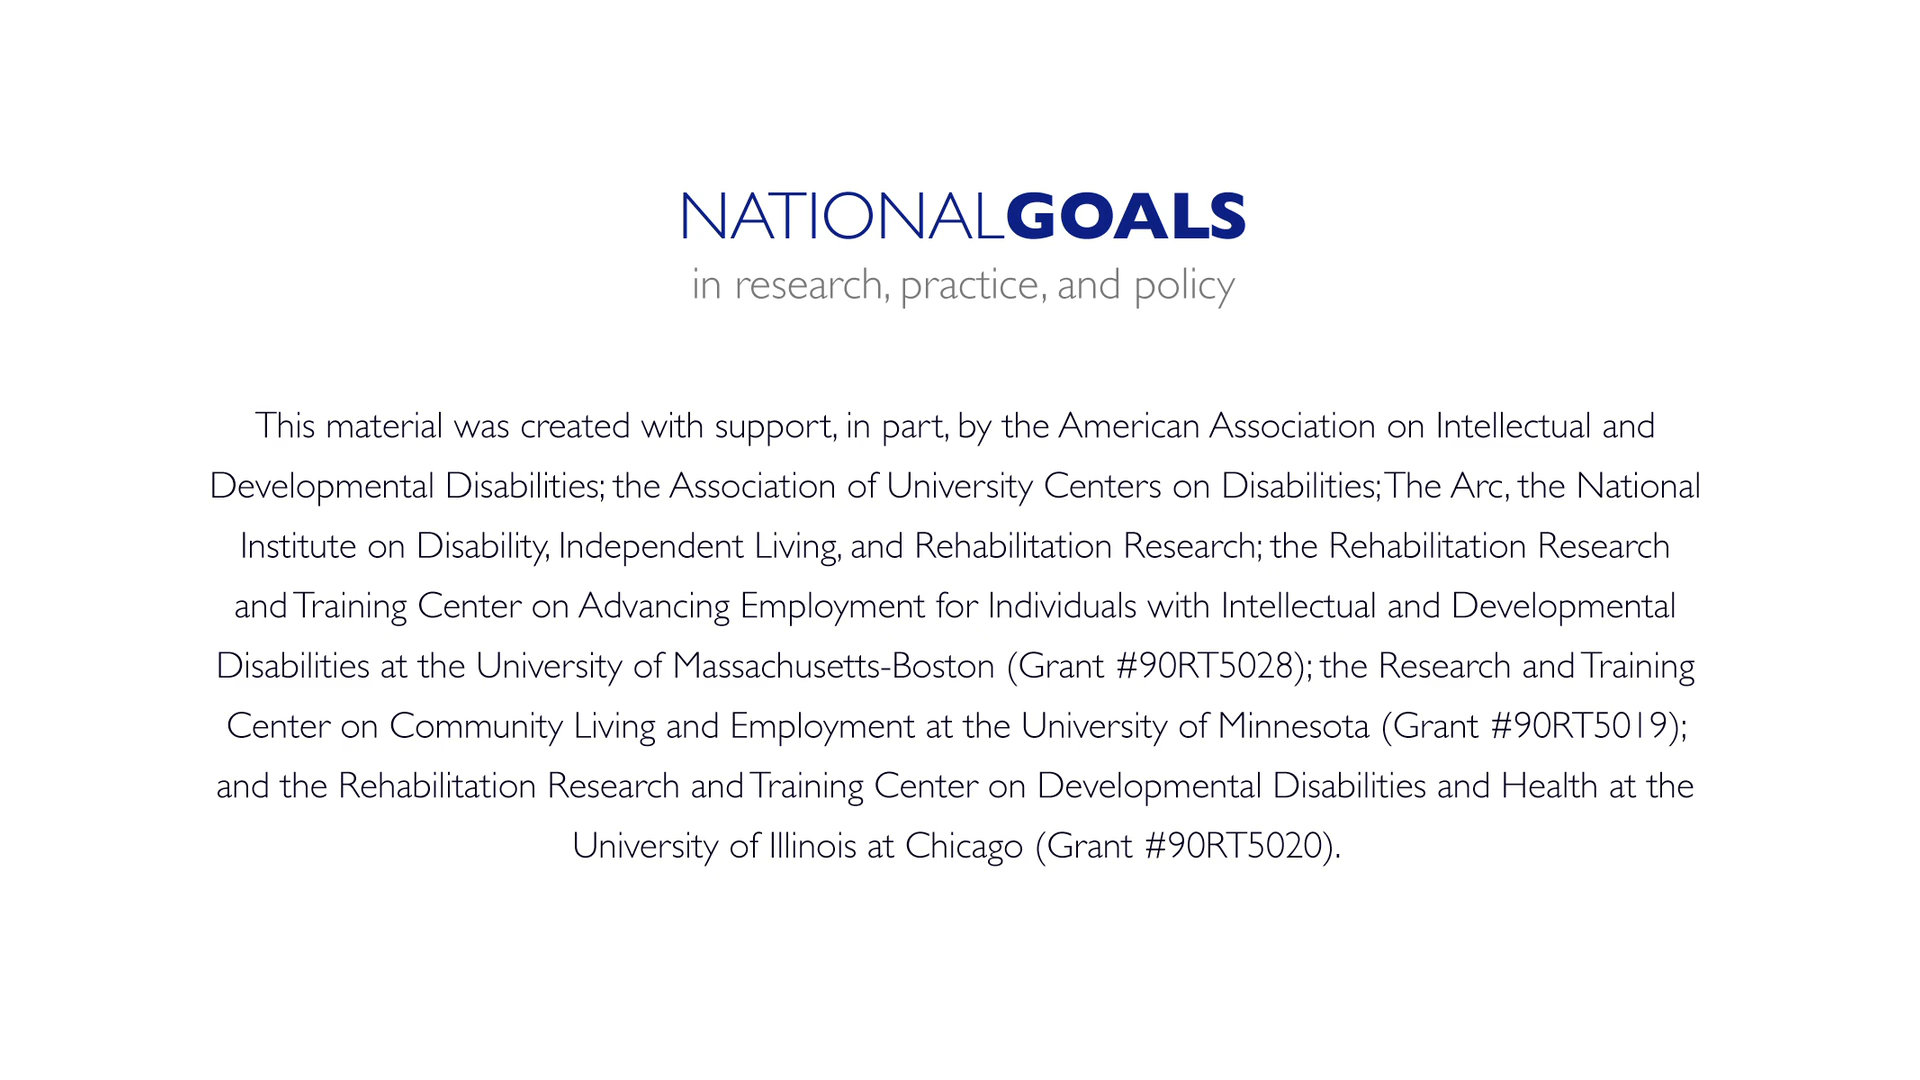 NATIONALGOALS
in research, practice, and policy
This material was created with support, in part, by the American Association on Intellectual and
Developmental Disabilities; the Association of University Centers on Disabilities; The Arc, the National
Institute on Disability, Independent Living, and Rehabilitation Research; the Rehabilitation Research
and Training Center on Advancing Employment for Individuals with Intellectual and Developmental
Disabilities at the University of Massachusetts-Boston (Grant #90RT5028); the Research and Training
Center on Community Living and Employment at the University of Minnesota (Grant #90RT5019);
and the Rehabilitation Research and Training Center on Developmental Disabilities and Health at the
University of Illinois at Chicago (Grant #90RT5020).